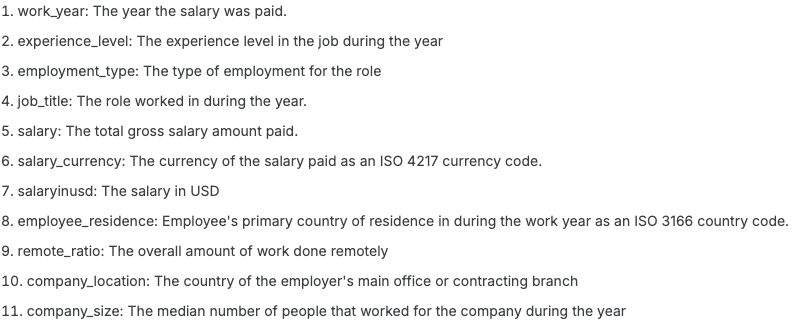 1. work_year: The year the salary was paid.
2. experience_level: The experience level in the job during the year
3. employment_type: The type of employment for the role
4. job_title: The role worked in during the year.
5. salary: The total gross salary amount paid.
6. salary_currency: The currency of the salary paid as an ISO 4217 currency code.
7. salaryinusd: The salary in USD
8. employee_residence: Employee's primary country of residence in during the work year as an ISO 3166 country code.
9. remote_ratio: The overall amount of work done remotely
10. company_location: The country of the employer's main office or contracting branch
11. company_size: The median number of people that worked for the company during the year